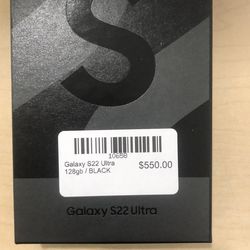 S
10658
Galaxy S22 Ultra
$550.00
128gb / BLACK
Galaxy S22 Ultra